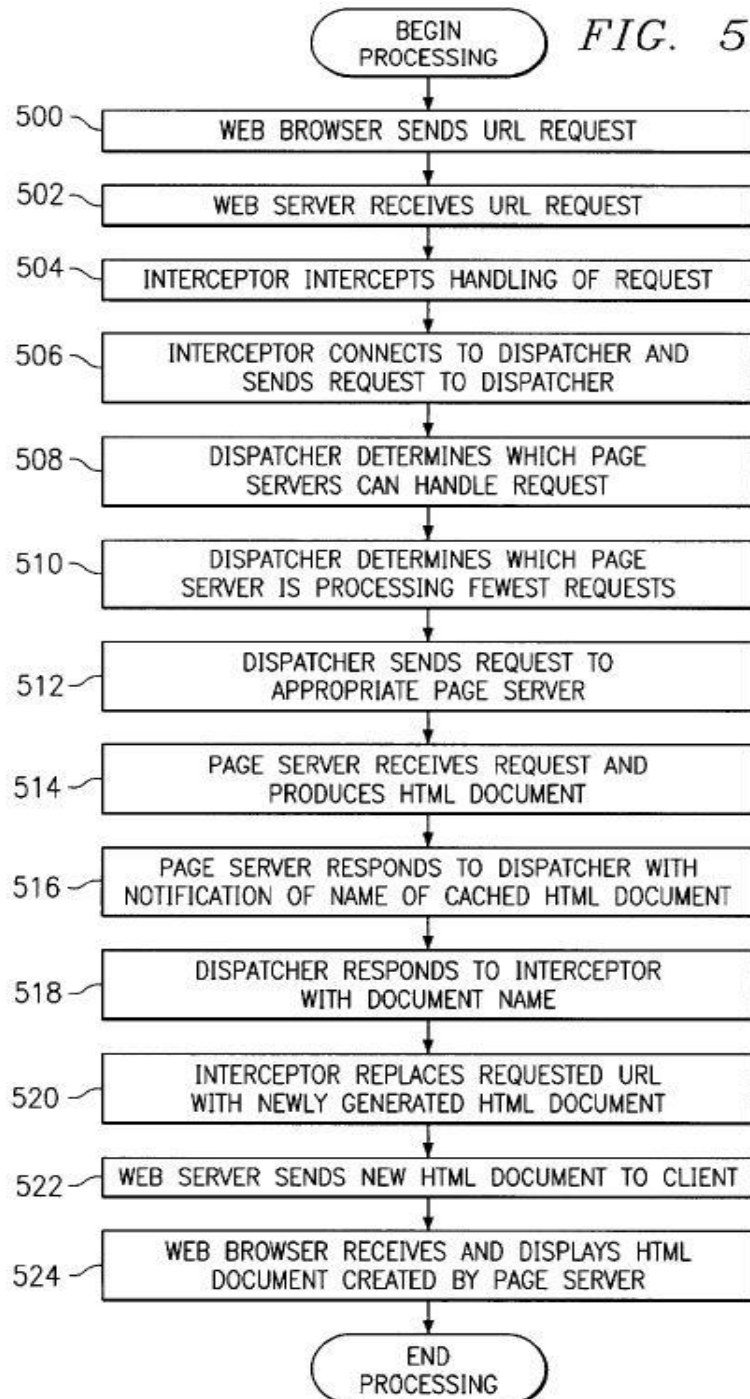 BEGIN
PROCESSING
FIG. 5
500
WEB BROWSER SENDS URL REQUEST
502
WEB SERVER RECEIVES URL REQUEST
504
INTERCEPTOR INTERCEPTS HANDLING OF REQUEST
506
INTERCEPTOR CONNECTS TO DISPATCHER AND
SENDS REQUEST TO DISPATCHER
508
DISPATCHER DETERMINES WHICH PAGE
SERVERS CAN HANDLE REQUEST
510
DISPATCHER DETERMINES WHICH PAGE
SERVER IS PROCESSING FEWEST REQUESTS
512
DISPATCHER SENDS REQUEST TO
APPROPRIATE PAGE SERVER
514
PAGE SERVER RECEIVES REQUEST AND
PRODUCES HTML DOCUMENT
516
PAGE SERVER RESPONDS TO DISPATCHER WITH
NOTIFICATION OF NAME OF CACHED HTML DOCUMENT
518
DISPATCHER RESPONDS TO INTERCEPTOR
WITH DOCUMENT NAME
520
INTERCEPTOR REPLACES REQUESTED URL
WITH NEWLY GENERATED HTML DOCUMENT
522
WEB SERVER SENDS NEW HTML DOCUMENT TO CLIENT
524
WEB BROWSER RECEIVES AND DISPLAYS HTML
DOCUMENT CREATED BY PAGE SERVER
END
PROCESSING